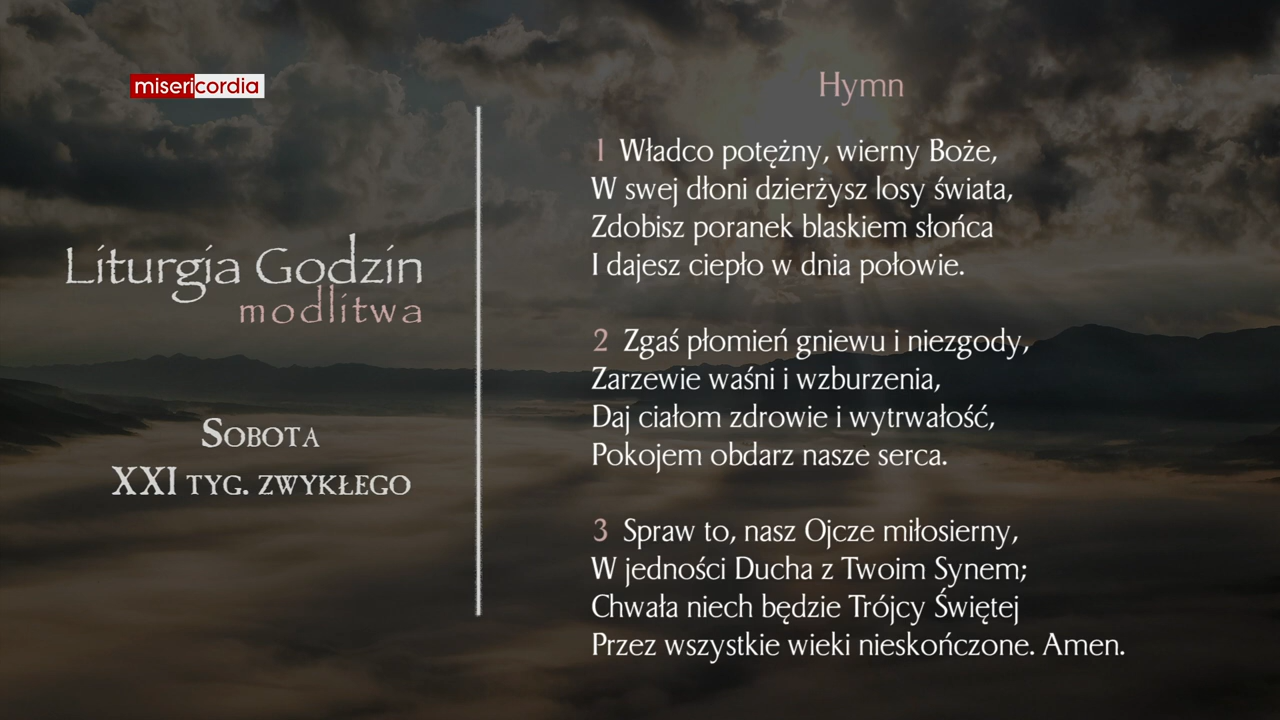 misericordia
Liturgia Godzin
modlitwa
Sobota
XXI tyg. zwykłego
Hymn
1 Władco potężny, wierny Boże,
W swej dłoni dzierżysz losy świata,
Zdobisz poranek blaskiem słońca
I dajesz ciepło w dnia połowie.
2 Zgaś płomień gniewu i niezgody,
Zarzewie waśni i wzburzenia,
Daj ciałom zdrowie i wytrwałość,
Pokojem obdarz nasze serca.
3 Spraw to, nasz Ojcze miłosierny,
W jedności Ducha z Twoim Synem;
Chwała niech będzie Trójcy Świętej
Przez wszystkie wieki nieskończone. Amen.